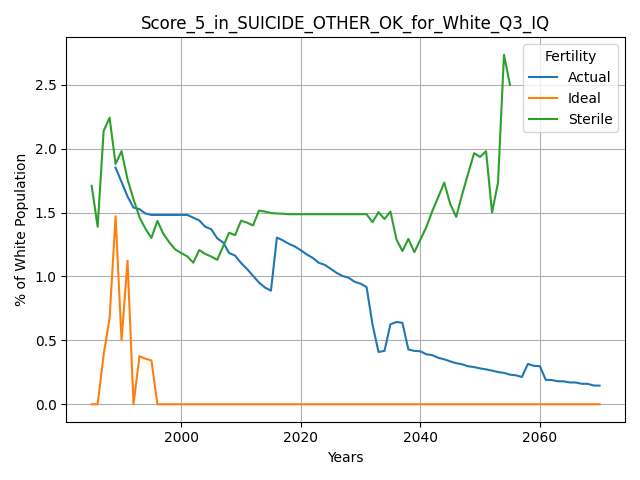 Score_5_in_SUICIDE_OTHER_OK_for_White_Q3_IQ
Fertility
Actual
Ideal
Sterile
% of White Population
2.5
2.0
1.5
1.0
0.5
0.0
2000
2020
2040
2060
Years